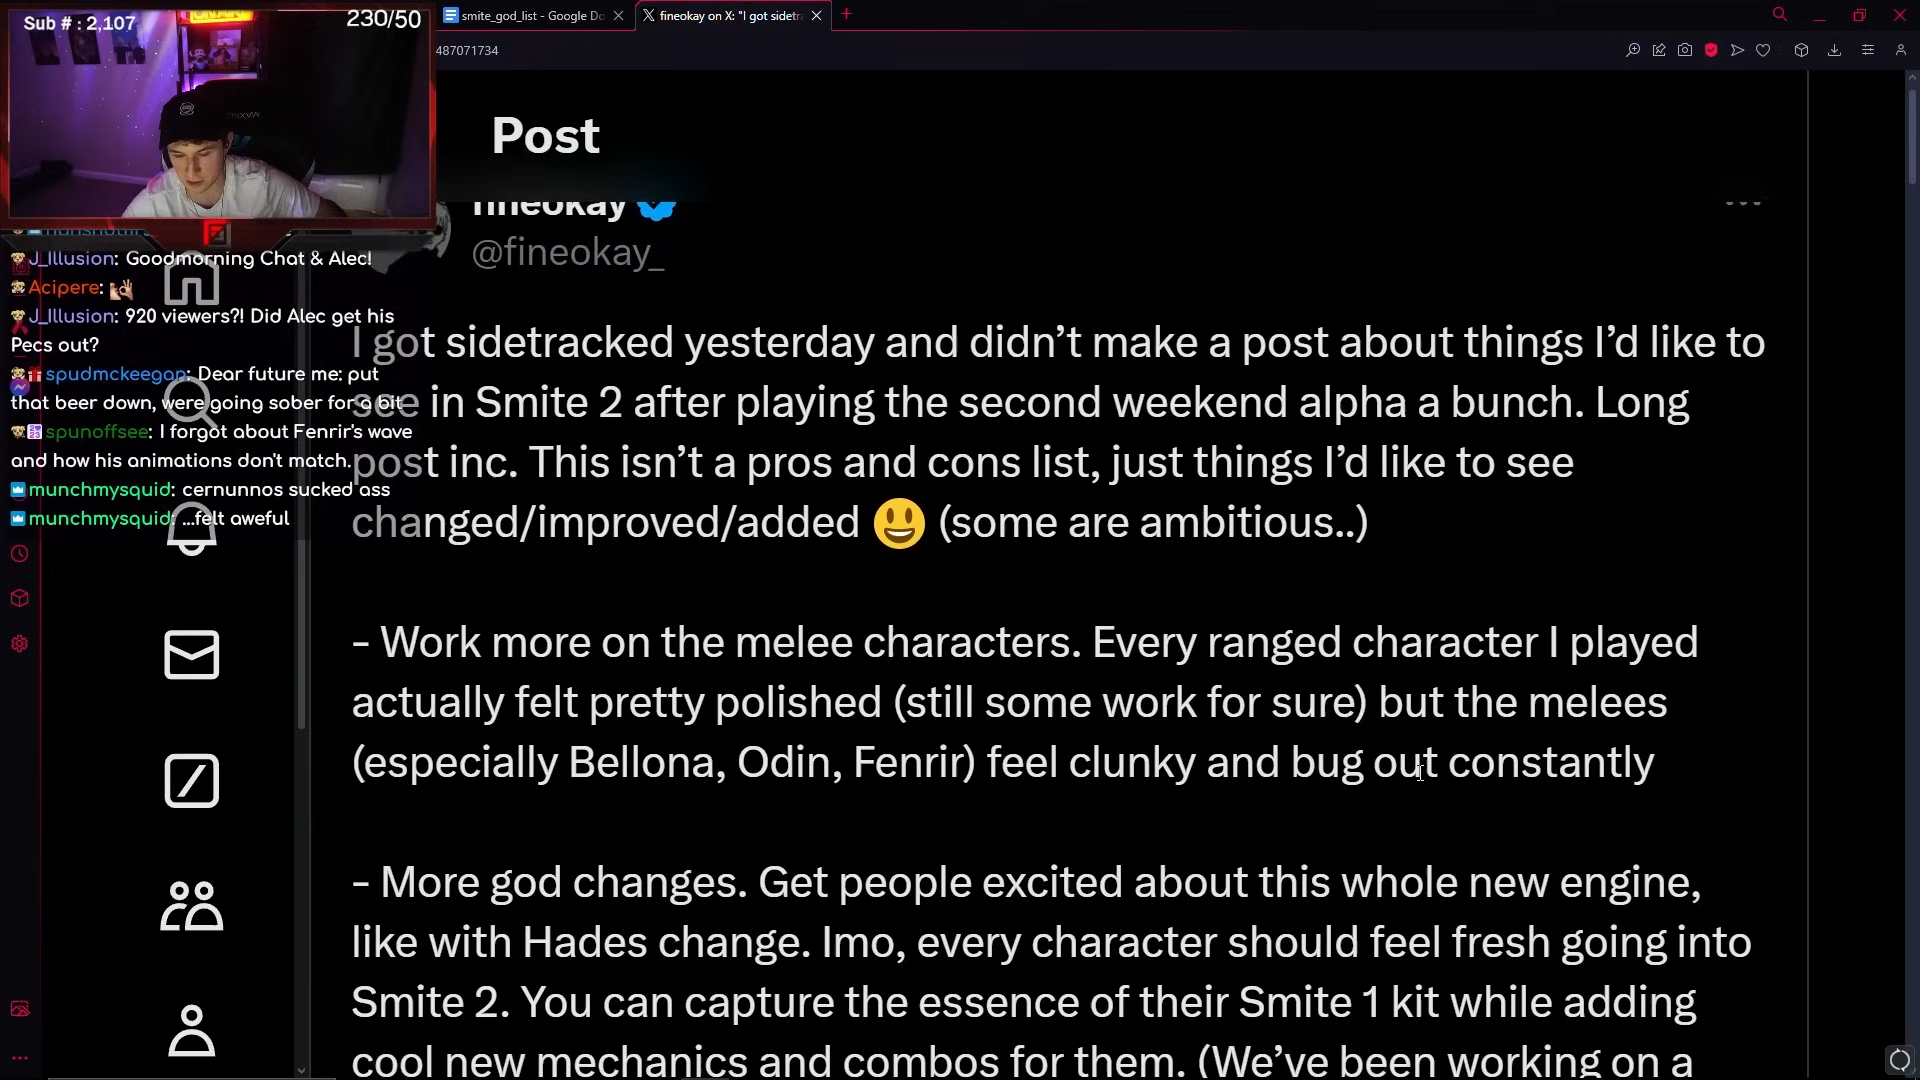 Sub # : 2,107
230/50
smite_god_list - Google Do
fineokay on X: "I got sidetr
487071734
Post
fineokay
@fineokay_
J_Illusion: Goodmorning Chat & Alec!
Acipere:
J_Illusion: 920 viewers?! Did Alec get his
Pecs out?
spudmckeegan: Dear future me: put
that beer down, were going sober for a bit
spunoffsee: I forgot about Fenrir's wave
and how his animations don't match.
munchmysquid: cernunnos sucked ass
munchmysquid: ...felt aweful
I got sidetracked yesterday and didn't make a post about things I'd like to
see in Smite 2 after playing the second weekend alpha a bunch. Long
post inc. This isn't a pros and cons list, just things I'd like to see
changed/improved/added 😃 (some are ambitious..)
- Work more on the melee characters. Every ranged character I played
actually felt pretty polished (still some work for sure) but the melees
(especially Bellona, Odin, Fenrir) feel clunky and bug out constantly
- More god changes. Get people excited about this whole new engine,
like with Hades change. Imo, every character should feel fresh going into
Smite 2. You can capture the essence of their Smite 1 kit while adding
cool new mechanics and combos for them. (We've been working on a